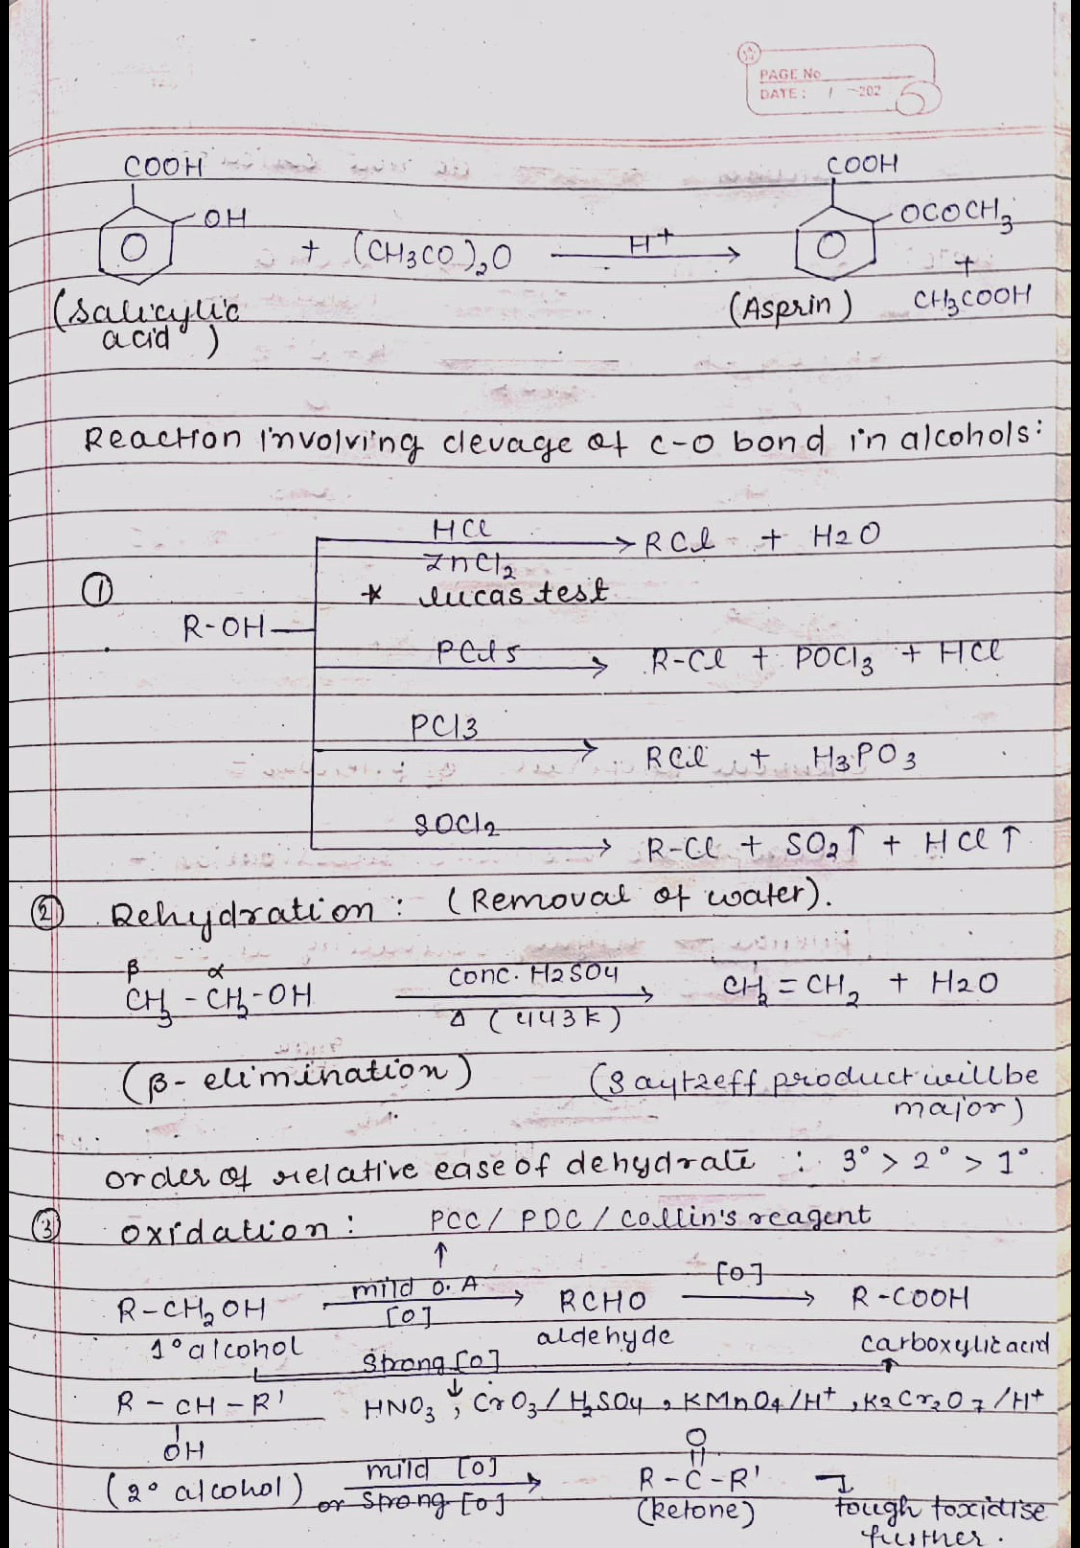 PAGE No
DATE: / -202
5
COOH COOH
OH OCOCH3
+ (CH3CO)2O H+ +
(Salicylic acid) (Asprin) CH3COOH
Reaction involving clevage of C-O bond in alcohols:
HCl
→ RCl + H2O
ZnCl2
① * lucas test
R-OH
PCl5
→ R-Cl + POCl3 + HCl
PCl3
→ RCl + H3PO3
SOCl2
→ R-Cl + SO2↑ + HCl↑
② Dehydration: (Removal of water).
β α
CH3 - CH2-OH conc. H2SO4 → CH2=CH2 + H2O
Δ (443K)
(β- elimination) (Saytzeff product will be
major)
order of relative ease of dehydrate : 3° > 2° > 1°
③ oxidation: PCC / PDC / collin's reagent
↑
R-CH2OH mild O.A [O] → RCHO [O] → R-COOH
1° alcohol aldehyde carboxylic acid
Strong [O]
R - CH - R' HNO3, CrO3/H2SO4, KMnO4/H+, K2Cr2O7/H+
OH O
(2° alcohol) mild [O] → R-C-R'
or Strong [O] (ketone) tough toxidise
further.